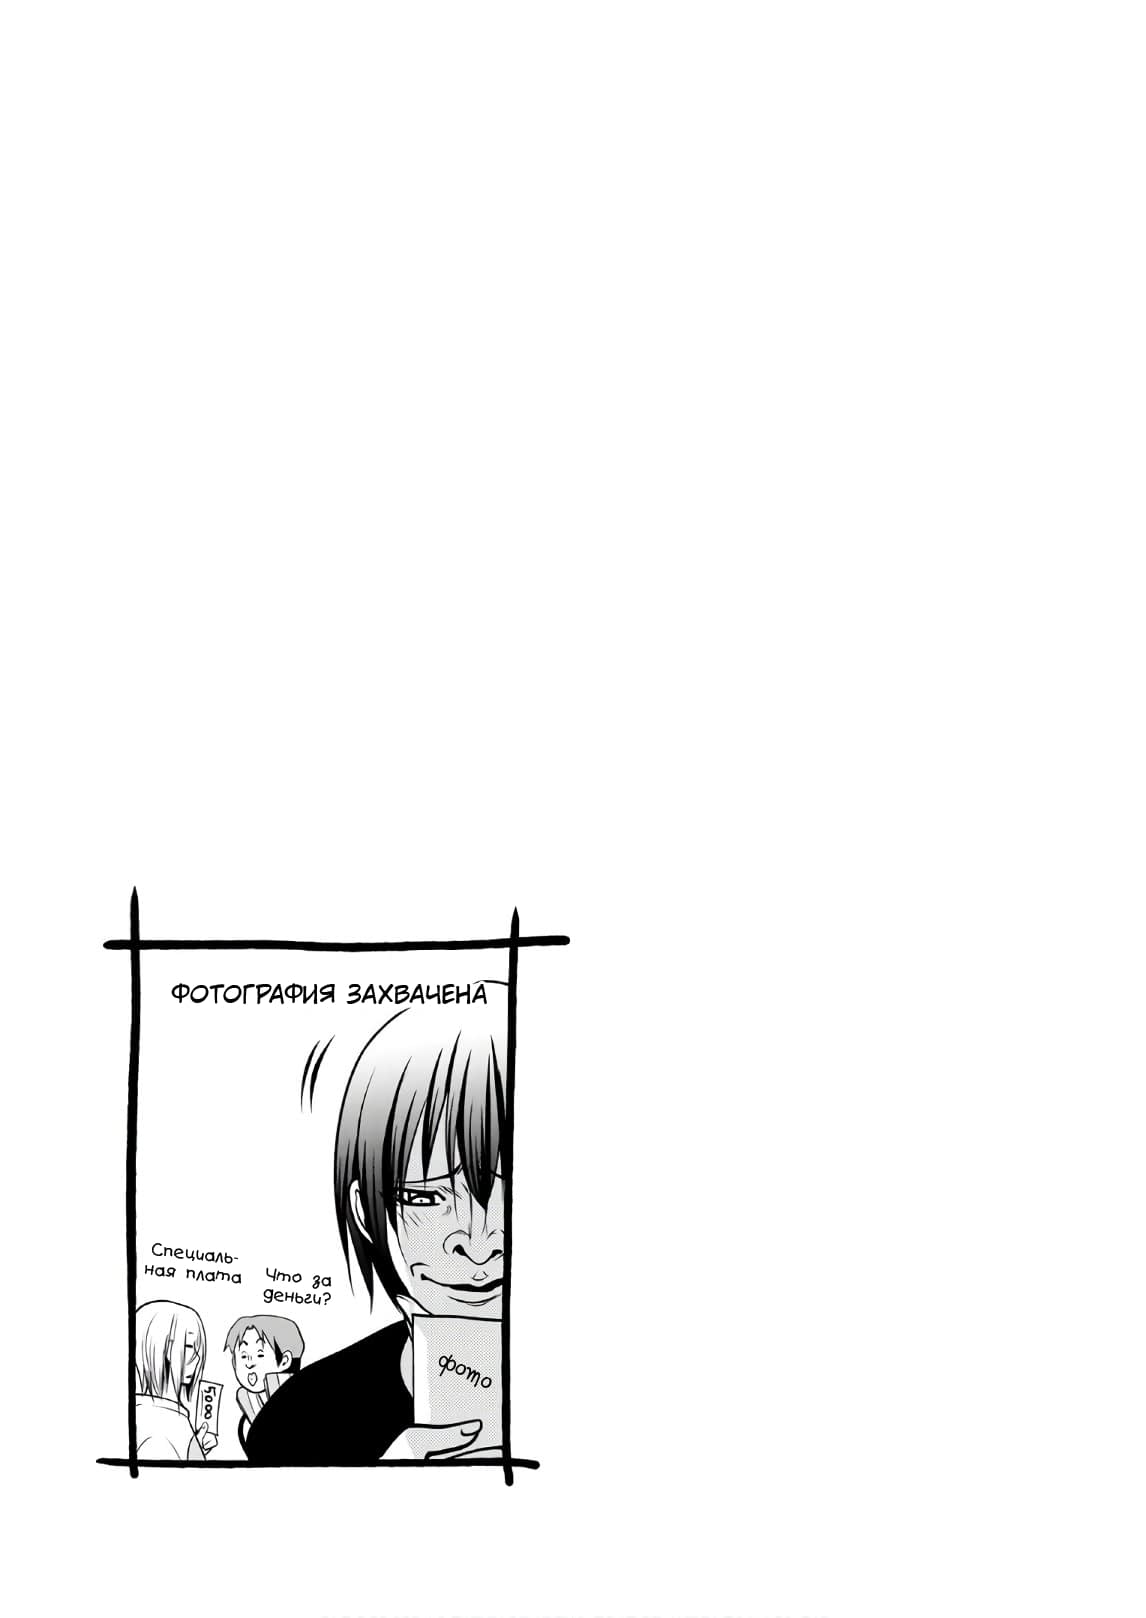 ФОТОГРАФИЯ ЗАХВАЧЕНА
Специаль-
ная плата
Что за
деньги?
5000
фото